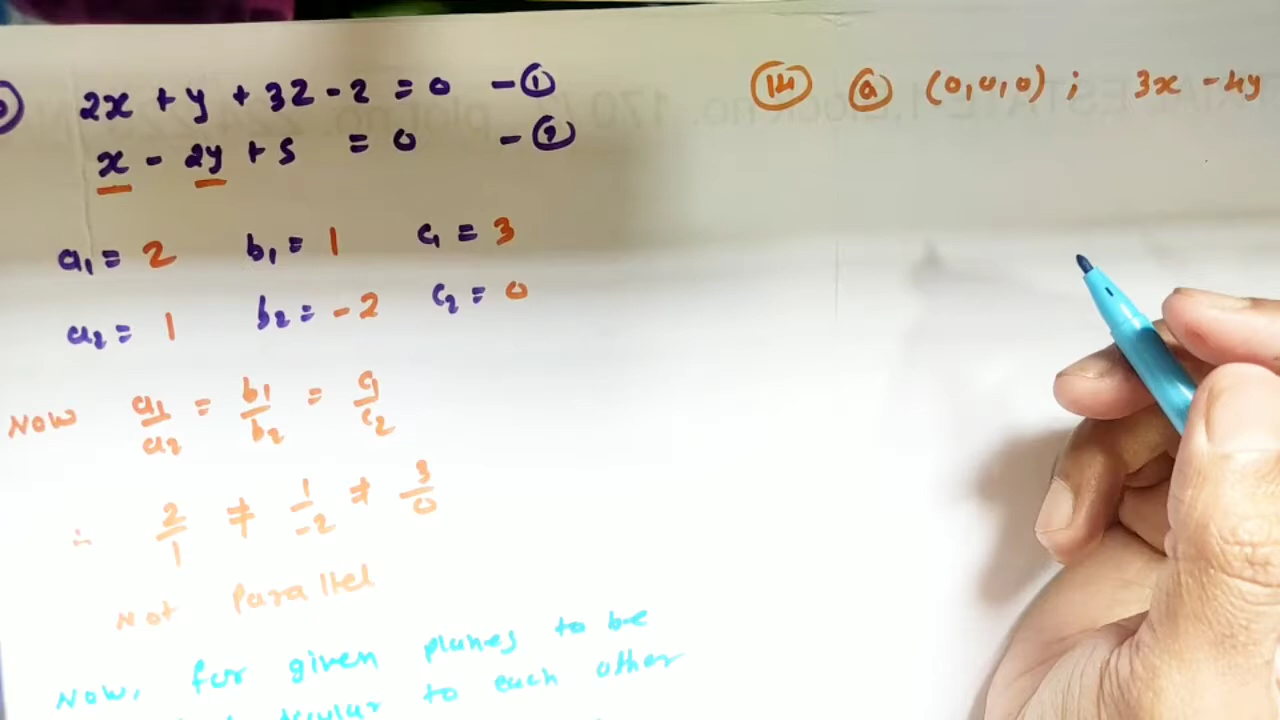 2x + y + 3z - 2 = 0 - ①
x - 2y + 5 = 0 - ②
a₁ = 2 b₁ = 1 c₁ = 3
a₂ = 1 b₂ = -2 c₂ = 0
Now a₁/a₂ = b₁/b₂ = c₁/c₂
∴ 2/1 ≠ 1/-2 ≠ 3/0
Not Parallel
Now, for given planes to be
to each other
⑭ ⓐ (0,0,0) ; 3x - 4y